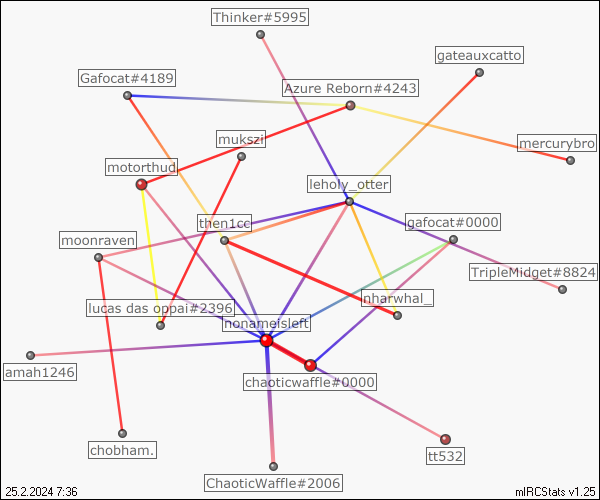 Thinker#5995
gateauxcatto
Gafocat#4189
Azure Reborn#4243
mukszi
mercurybro
motorthud
leholy_otter
then1cc
gafocat#0000
moonraven
TripleMidget#8824
nharwhal_
lucas das oppai#2396
nonameisleft
amah1246
chaoticwaffle#0000
chobham.
tt532
ChaoticWaffle#2006
25.2.2024 7:36
mIRCStats v1.25